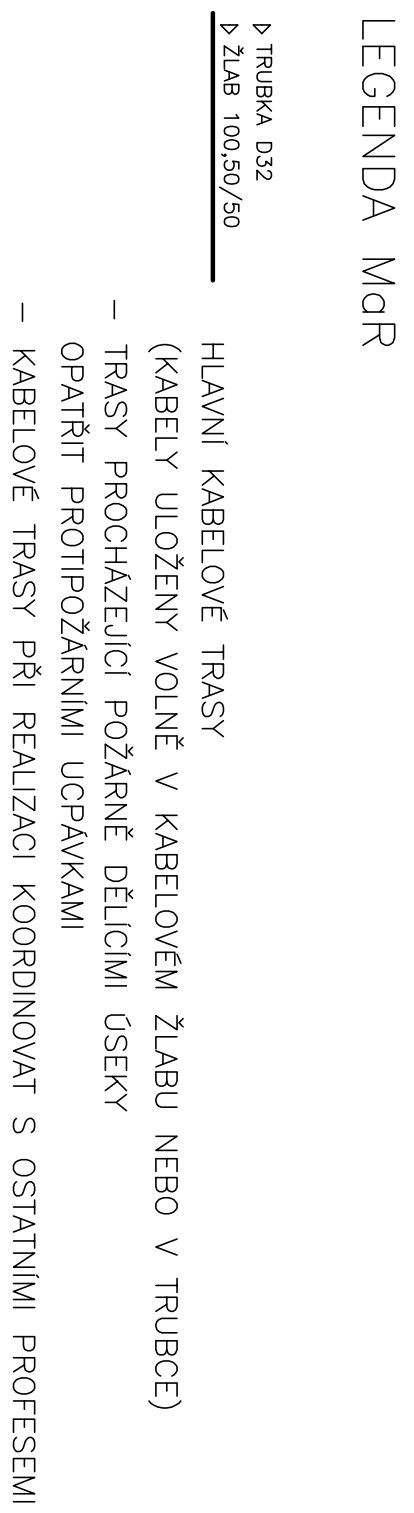 LEGENDA MaR
▷ TRUBKA D32
▷ ŽLAB 100,50/50
HLAVNÍ KABELOVÉ TRASY
(KABELY ULOŽENY VOLNĚ V KABELOVÉM ŽLABU NEBO V TRUBCE)
– TRASY PROCHÁZEJÍCÍ POŽÁRNĚ DĚLÍCÍMI ÚSEKY
OPATŘIT PROTIPOŽÁRNÍMI UCPÁVKAMI
– KABELOVÉ TRASY PŘI REALIZACI KOORDINOVAT S OSTATNÍMI PROFESEMI